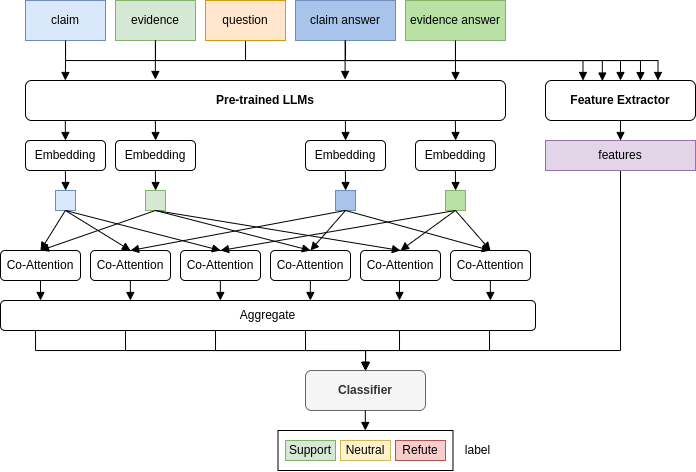 claim
evidence
question
claim answer
evidence answer
Pre-trained LLMs
Feature Extractor
Embedding
Embedding
Embedding
Embedding
features
Co-Attention
Co-Attention
Co-Attention
Co-Attention
Co-Attention
Co-Attention
Aggregate
Classifier
Support
Neutral
Refute
label